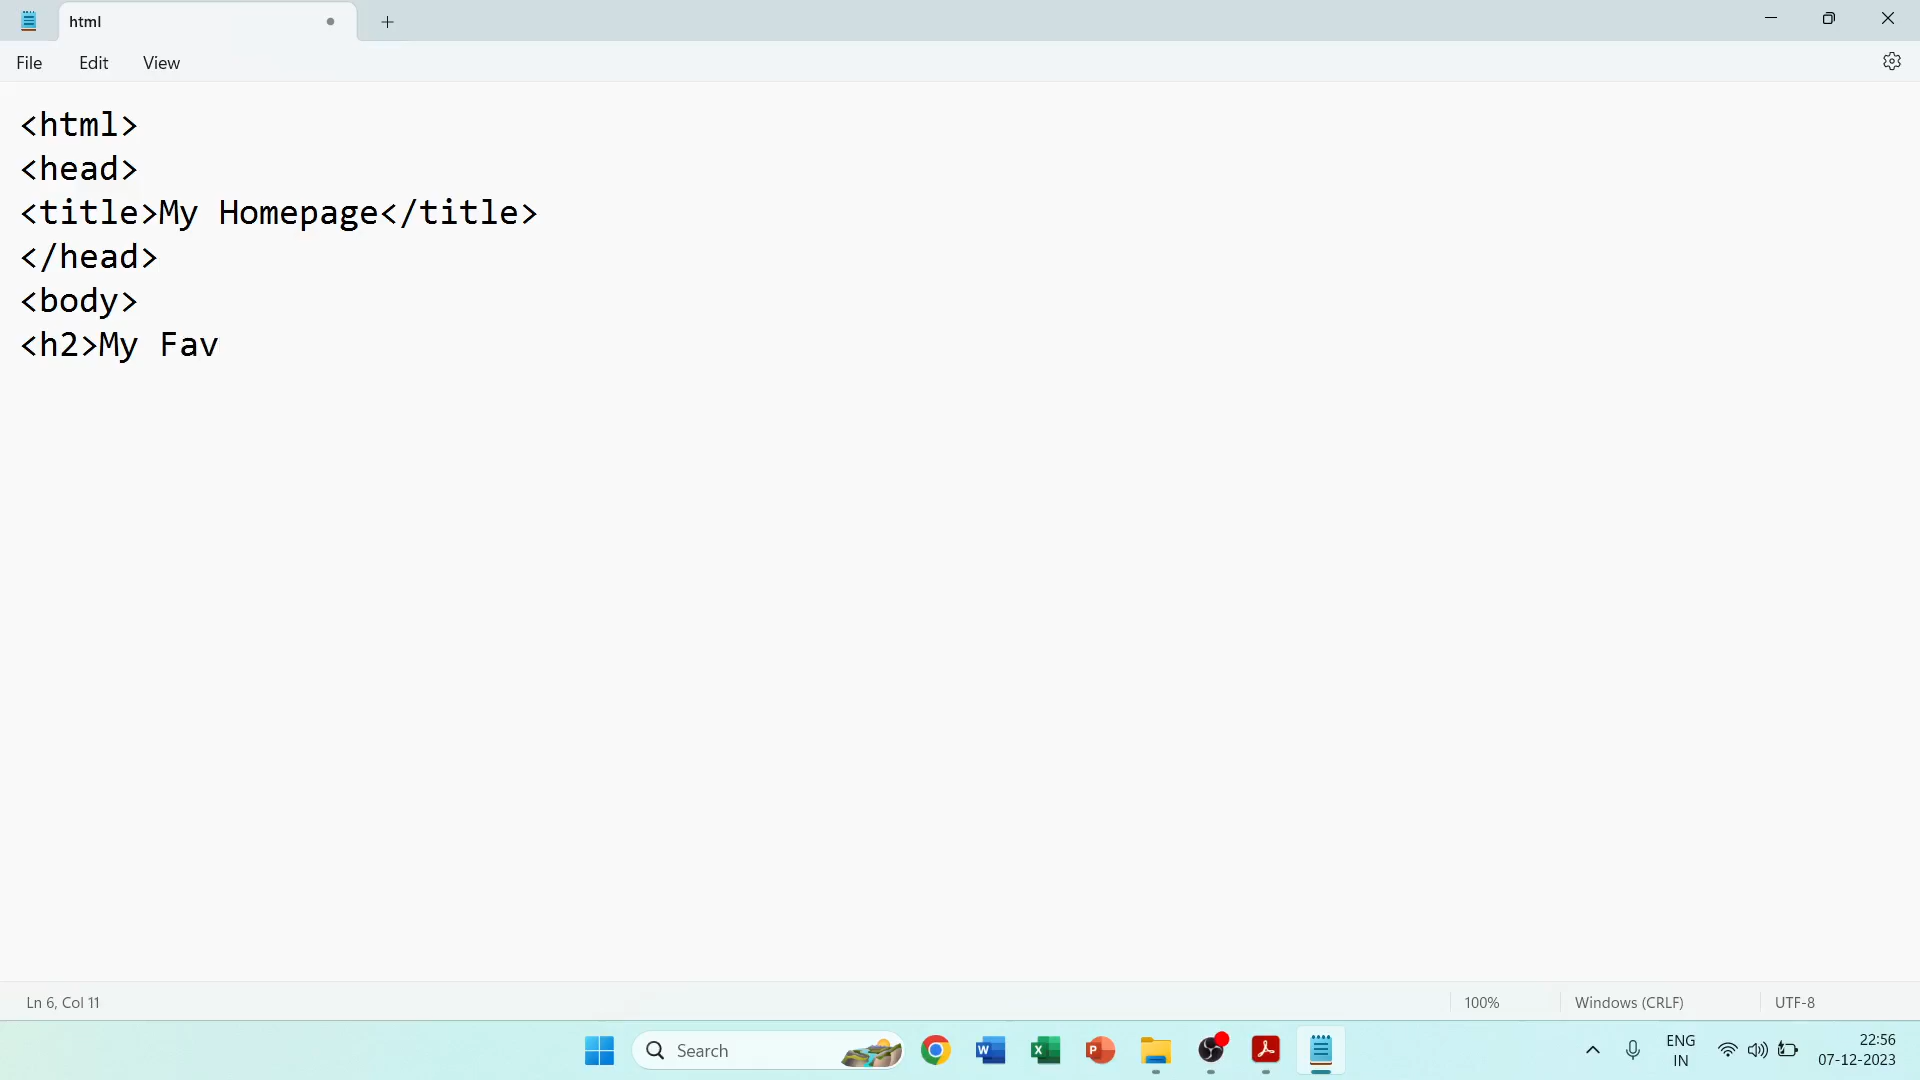 html
File Edit View
<html>
<head>
<title>My Homepage</title>
</head>
<body>
<h2>My Fav
Ln 6, Col 11 100% Windows (CRLF) UTF-8
Search ENG 22:56
IN 07-12-2023